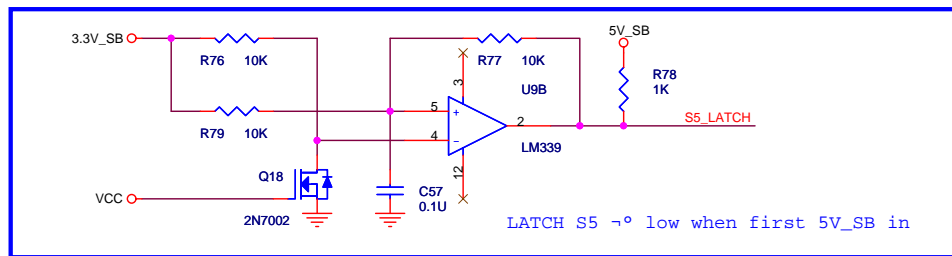 3.3V_SB
R76 10K
R77 10K
5V_SB
R78
1K
3
U9B
R79 10K
5
+
4
-
2
S5_LATCH
LM339
12
Q18
VCC
2N7002
C57
0.1U
LATCH S5 ¬º low when first 5V_SB in